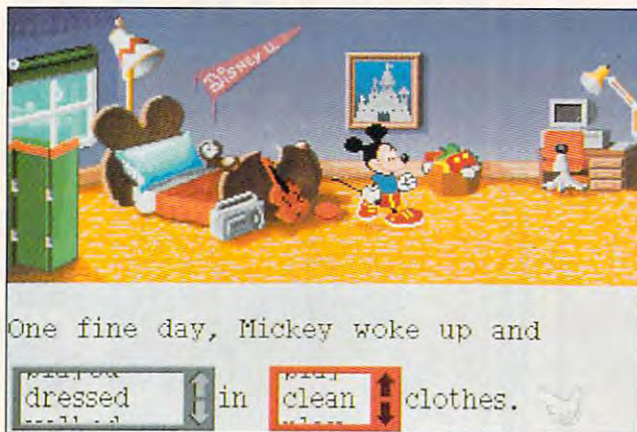 DISNEY U.
One fine day, Mickey woke up and
dressed in clean clothes.